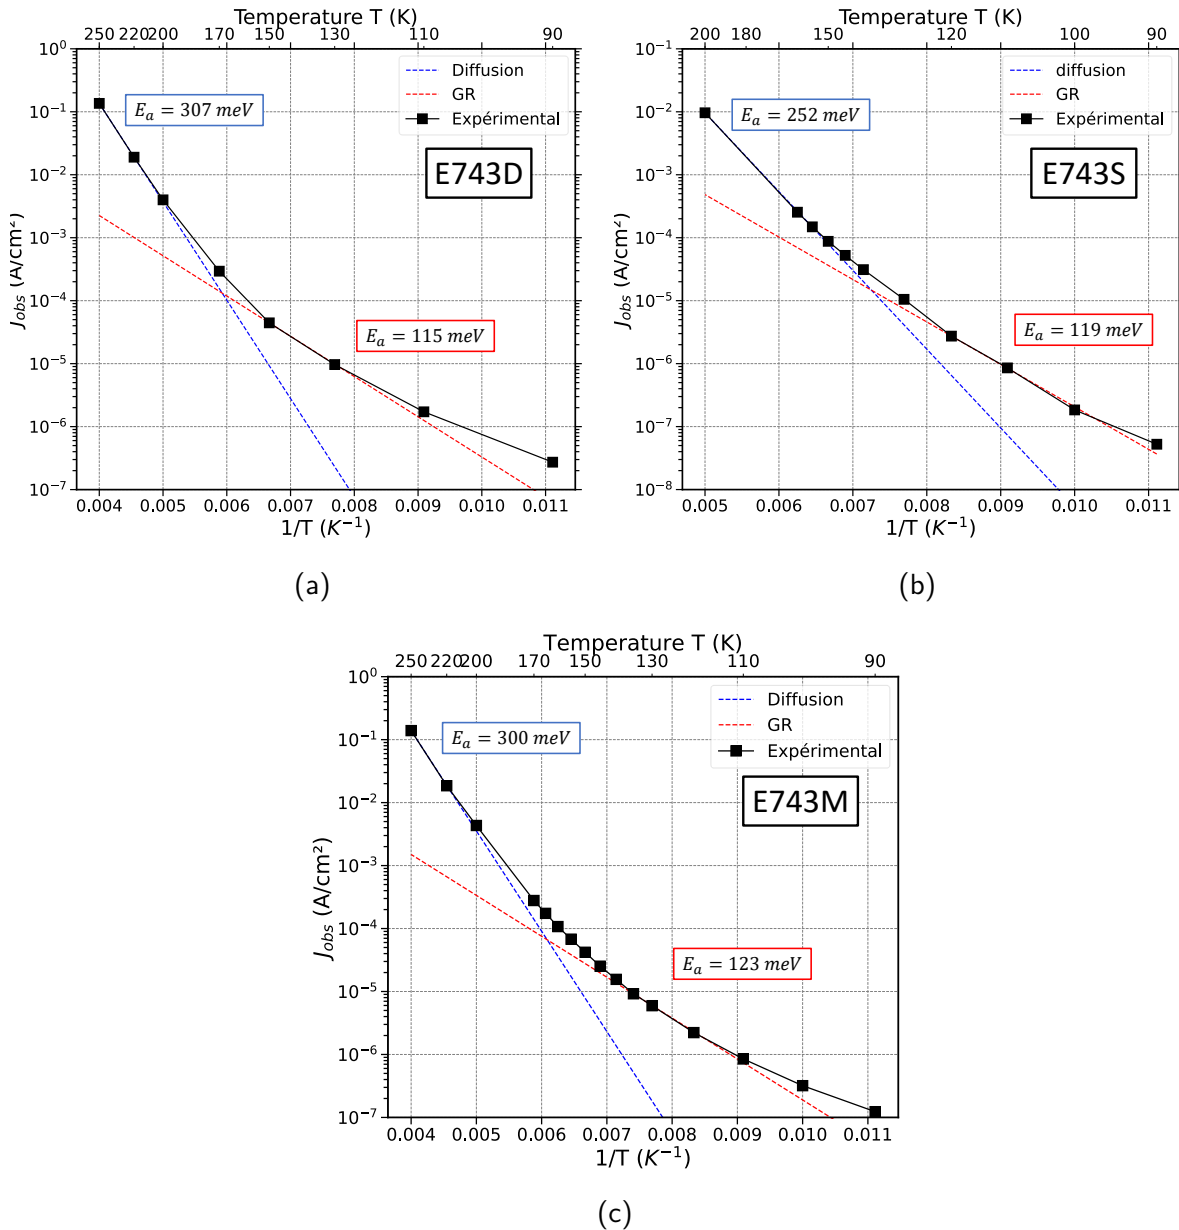 Temperature T (K)
250 220 200 170 150 130 110 90
10⁰
10⁻¹
10⁻²
10⁻³
10⁻⁴
10⁻⁵
10⁻⁶
10⁻⁷
J_obs (A/cm²)
Diffusion
GR
Expérimental
E_a = 307 meV
E743D
E_a = 115 meV
0.004 0.005 0.006 0.007 0.008 0.009 0.010 0.011
1/T (K⁻¹)
(a)
Temperature T (K)
200 180 150 120 100 90
10⁻¹
10⁻²
10⁻³
10⁻⁴
10⁻⁵
10⁻⁶
10⁻⁷
10⁻⁸
J_obs (A/cm²)
diffusion
GR
Expérimental
E_a = 252 meV
E743S
E_a = 119 meV
0.005 0.006 0.007 0.008 0.009 0.010 0.011
1/T (K⁻¹)
(b)
Temperature T (K)
250 220 200 170 150 130 110 90
10⁰
10⁻¹
10⁻²
10⁻³
10⁻⁴
10⁻⁵
10⁻⁶
10⁻⁷
J_obs (A/cm²)
Diffusion
GR
Expérimental
E_a = 300 meV
E743M
E_a = 123 meV
0.004 0.005 0.006 0.007 0.008 0.009 0.010 0.011
1/T (K⁻¹)
(c)